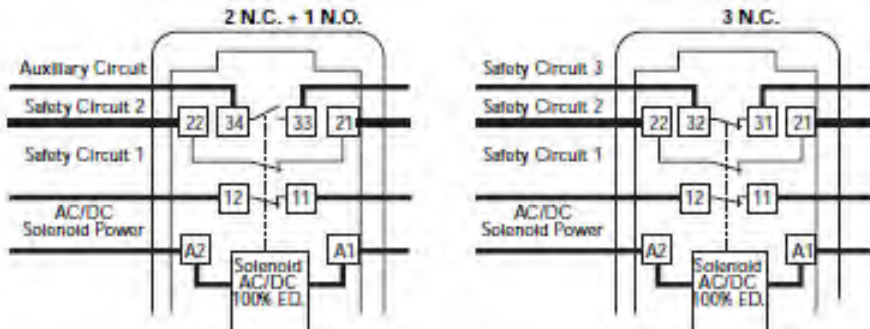 2 N.C. + 1 N.O.
Auxiliary Circuit
Safety Circuit 2
22 34 33 21
Safety Circuit 1
12 11
AC/DC
Solenoid Power
A2 A1
Solenoid
AC/DC
100% ED.
3 N.C.
Safety Circuit 3
Safety Circuit 2
22 32 31 21
Safety Circuit 1
12 11
AC/DC
Solenoid Power
A2 A1
Solenoid
AC/DC
100% ED.